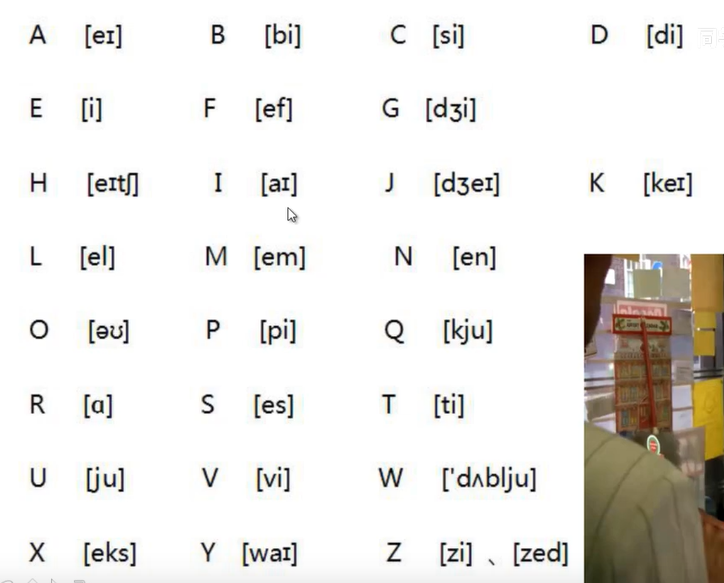 A [eɪ] B [bi] C [si] D [di]
E [i] F [ef] G [dʒi]
H [eɪtʃ] I [aɪ] J [dʒeɪ] K [keɪ]
L [el] M [em] N [en]
O [əʊ] P [pi] Q [kju]
R [ɑ] S [es] T [ti]
U [ju] V [vi] W ['dʌblju]
X [eks] Y [waɪ] Z [zi] 、[zed]